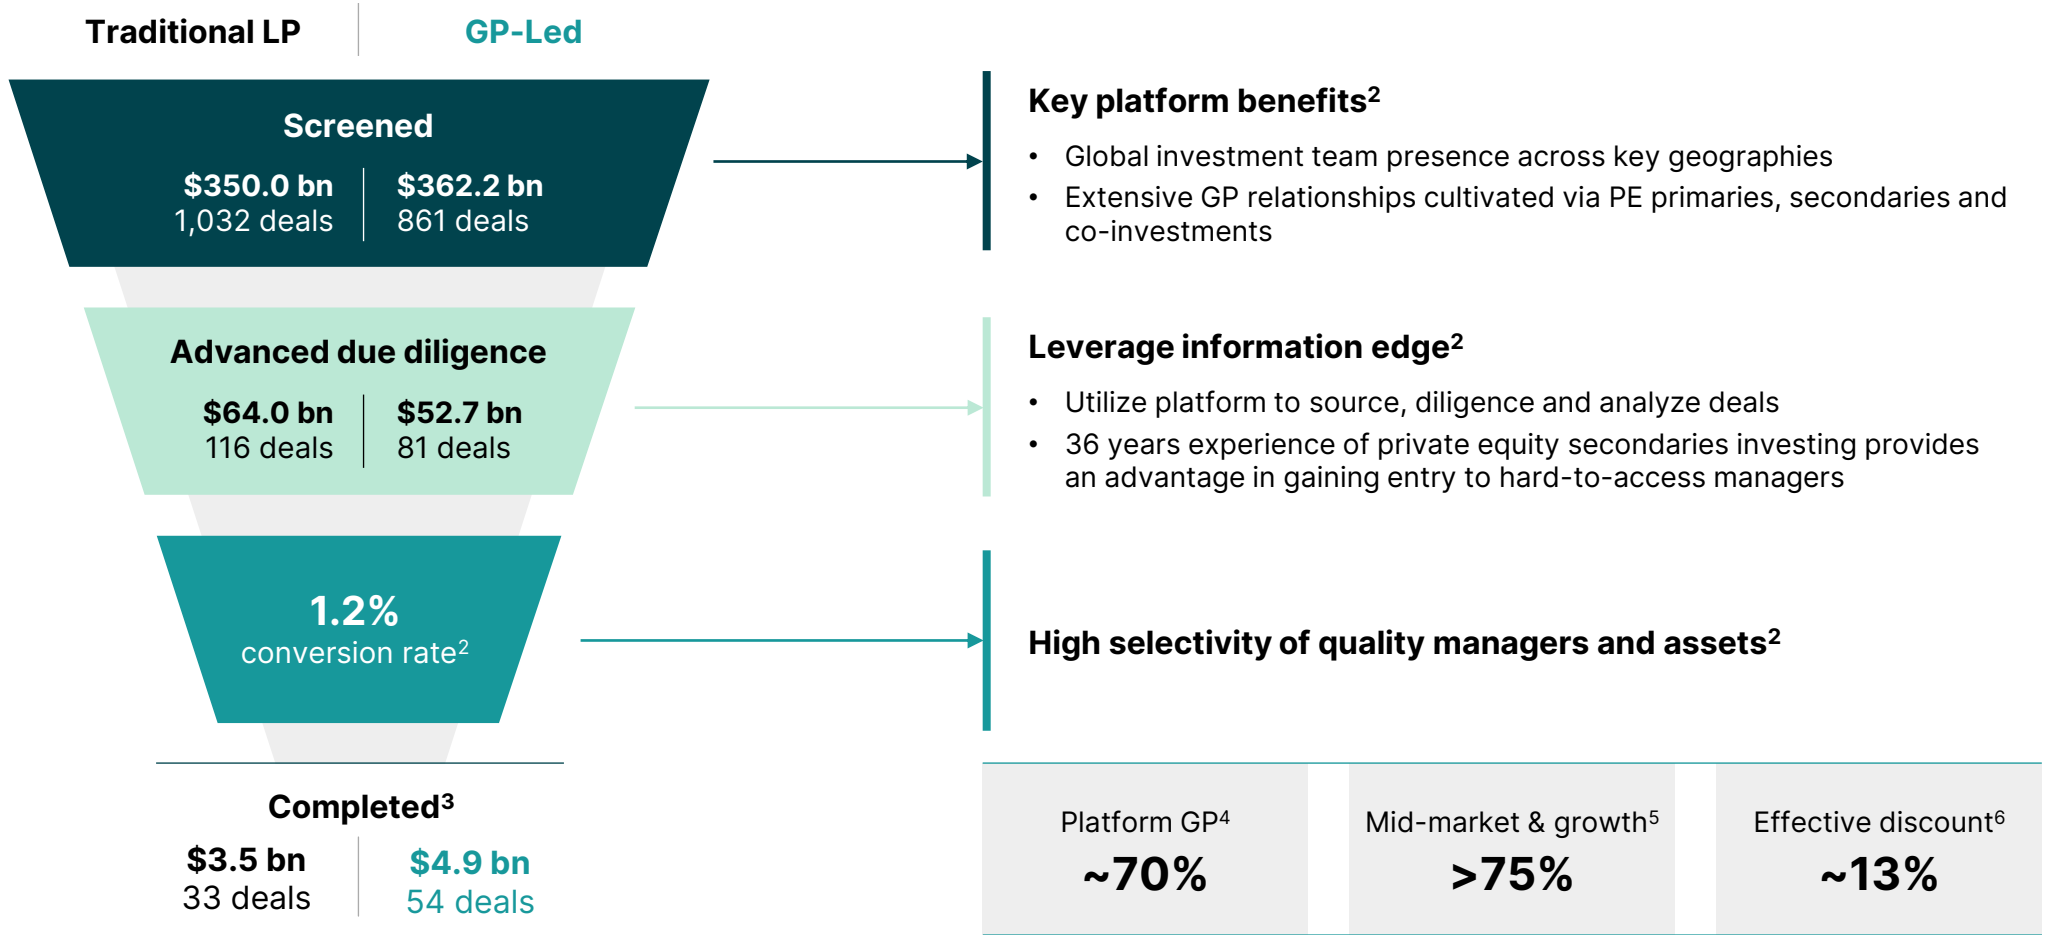 Traditional LP
GP-Led
Screened
$350.0 bn
1,032 deals
$362.2 bn
861 deals
Key platform benefits²
• Global investment team presence across key geographies
• Extensive GP relationships cultivated via PE primaries, secondaries and
co-investments
Advanced due diligence
$64.0 bn
116 deals
$52.7 bn
81 deals
Leverage information edge²
• Utilize platform to source, diligence and analyze deals
• 36 years experience of private equity secondaries investing provides
an advantage in gaining entry to hard-to-access managers
1.2%
conversion rate²
High selectivity of quality managers and assets²
Completed³
$3.5 bn
33 deals
$4.9 bn
54 deals
Platform GP⁴
~70%
Mid-market & growth⁵
>75%
Effective discount⁶
~13%